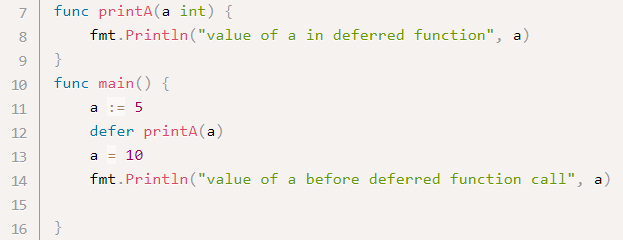 7 func printA(a int) {
8     fmt.Println("value of a in deferred function", a)
9 }
10 func main() {
11     a := 5
12     defer printA(a)
13     a = 10
14     fmt.Println("value of a before deferred function call", a)
15
16 }